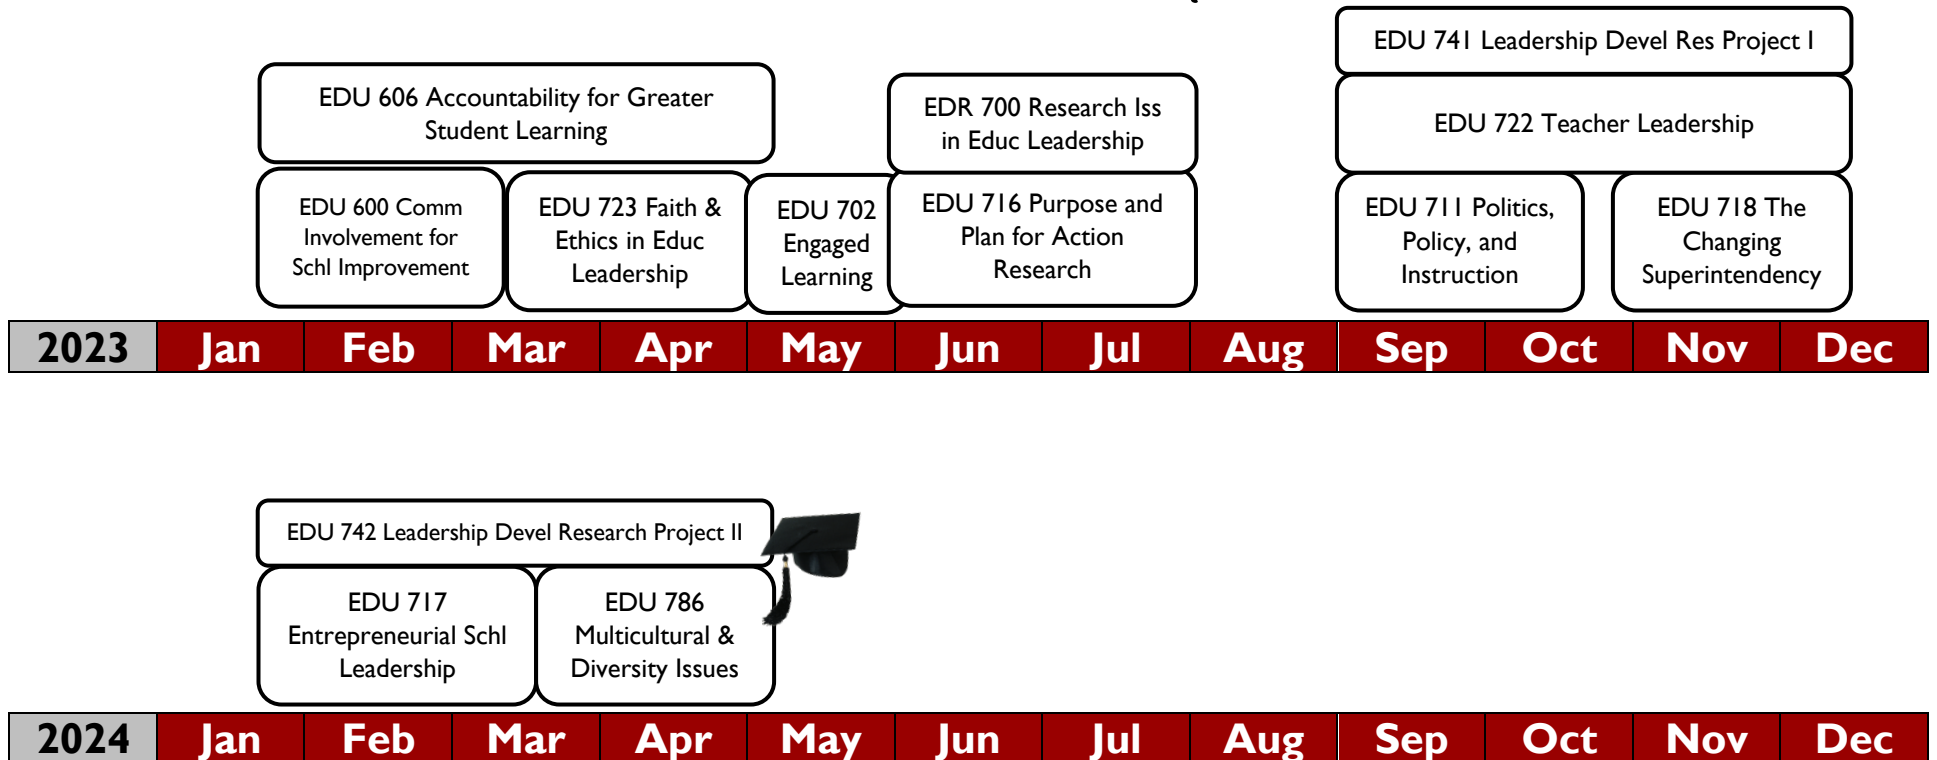 EDU 741 Leadership Devel Res Project I
EDU 606 Accountability for Greater
Student Learning
EDR 700 Research Iss
in Educ Leadership
EDU 722 Teacher Leadership
EDU 600 Comm
Involvement for
Schl Improvement
EDU 723 Faith &
Ethics in Educ
Leadership
EDU 702
Engaged
Learning
EDU 716 Purpose and
Plan for Action
Research
EDU 711 Politics,
Policy, and
Instruction
EDU 718 The
Changing
Superintendency
2023 Jan Feb Mar Apr May Jun Jul Aug Sep Oct Nov Dec
EDU 742 Leadership Devel Research Project II
EDU 717
Entrepreneurial Schl
Leadership
EDU 786
Multicultural &
Diversity Issues
2024 Jan Feb Mar Apr May Jun Jul Aug Sep Oct Nov Dec